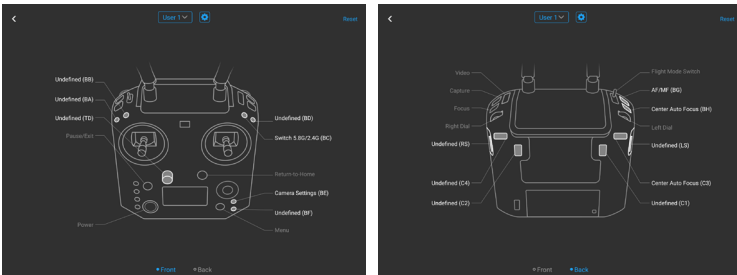 User 1
Reset
Undefined (BB)
Undefined (BA)
Undefined (TD)
Pause/Esc
Power
Undefined (BD)
Switch 5.8G/2.4G (BC)
Return-to-Home
Camera Settings (BE)
Undefined (BF)
Menu
Front
Back
User 1
Reset
Video
Capture
Focus
Right Dial
Undefined (RS)
Undefined (C4)
Undefined (C2)
Flight Mode Switch
AF/MF (BG)
Center Auto Focus (BH)
Left Dial
Undefined (LS)
Center Auto Focus (C3)
Undefined (C1)
Front
Back